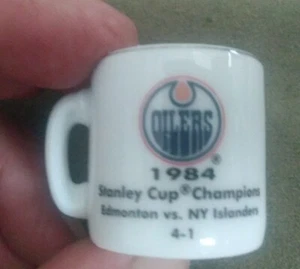 OILERS
®
1984
Stanley Cup® Champions
Edmonton vs. NY Islanders
4-1